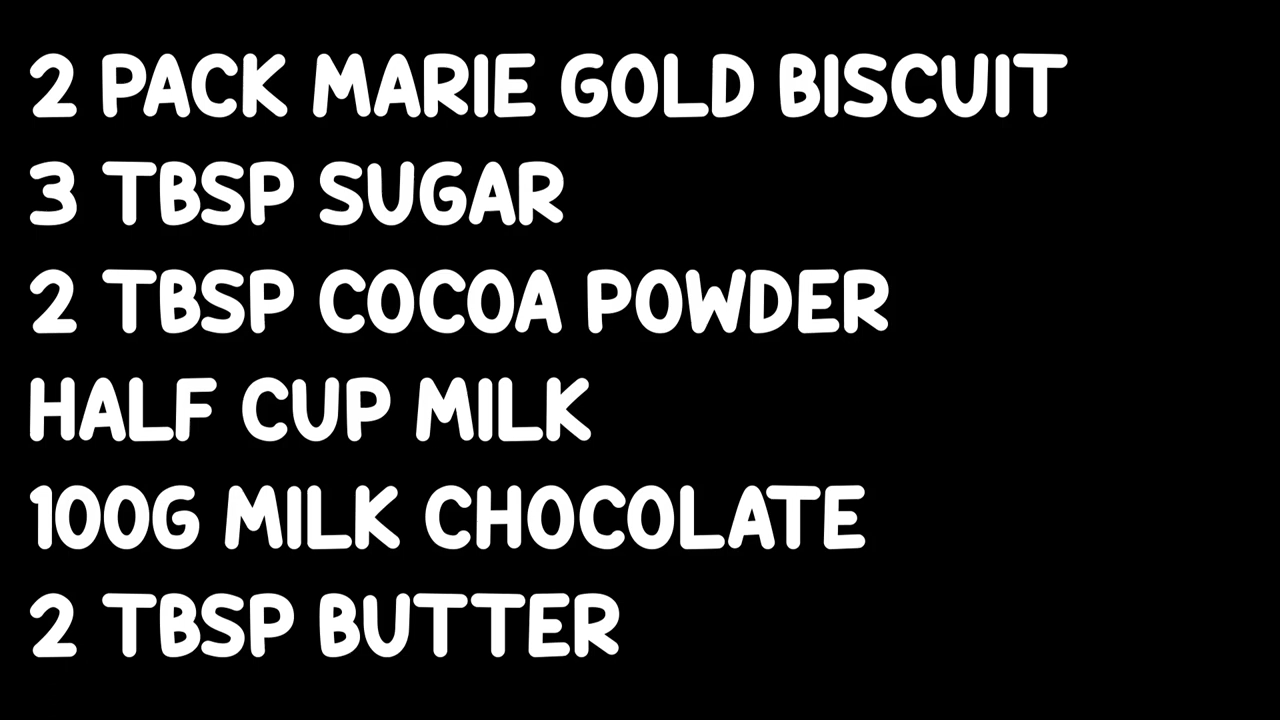 2 PACK MARIE GOLD BISCUIT
3 TBSP SUGAR
2 TBSP COCOA POWDER
HALF CUP MILK
100G MILK CHOCOLATE
2 TBSP BUTTER